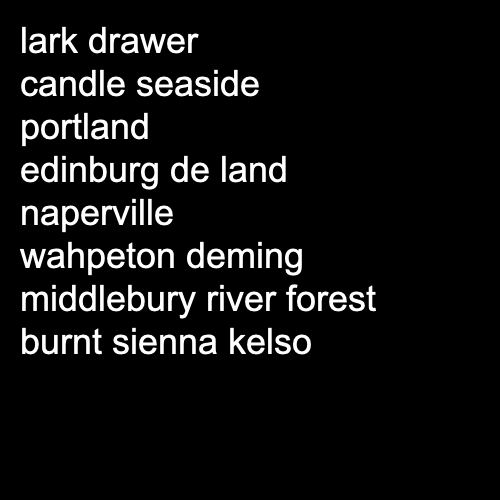 lark drawer
candle seaside
portland
edinburg de land
naperville
wahpeton deming
middlebury river forest
burnt sienna kelso